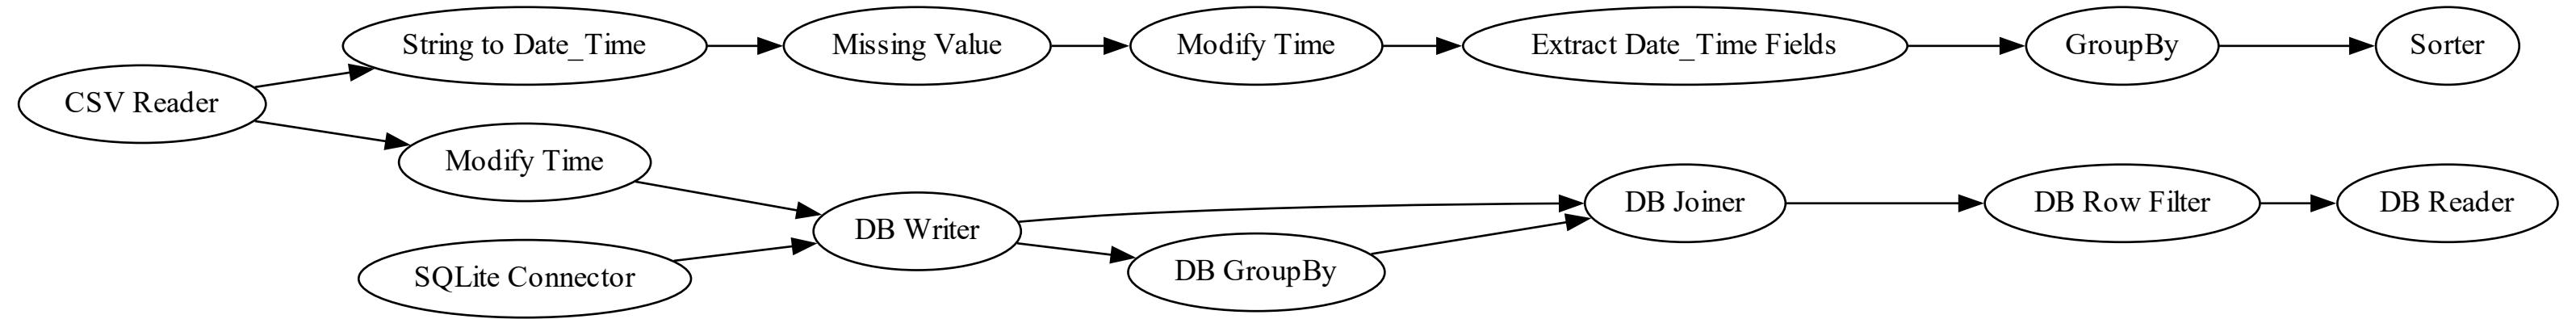 CSV Reader
String to Date_Time
Missing Value
Modify Time
Extract Date_Time Fields
GroupBy
Sorter
Modify Time
SQLite Connector
DB Writer
DB GroupBy
DB Joiner
DB Row Filter
DB Reader